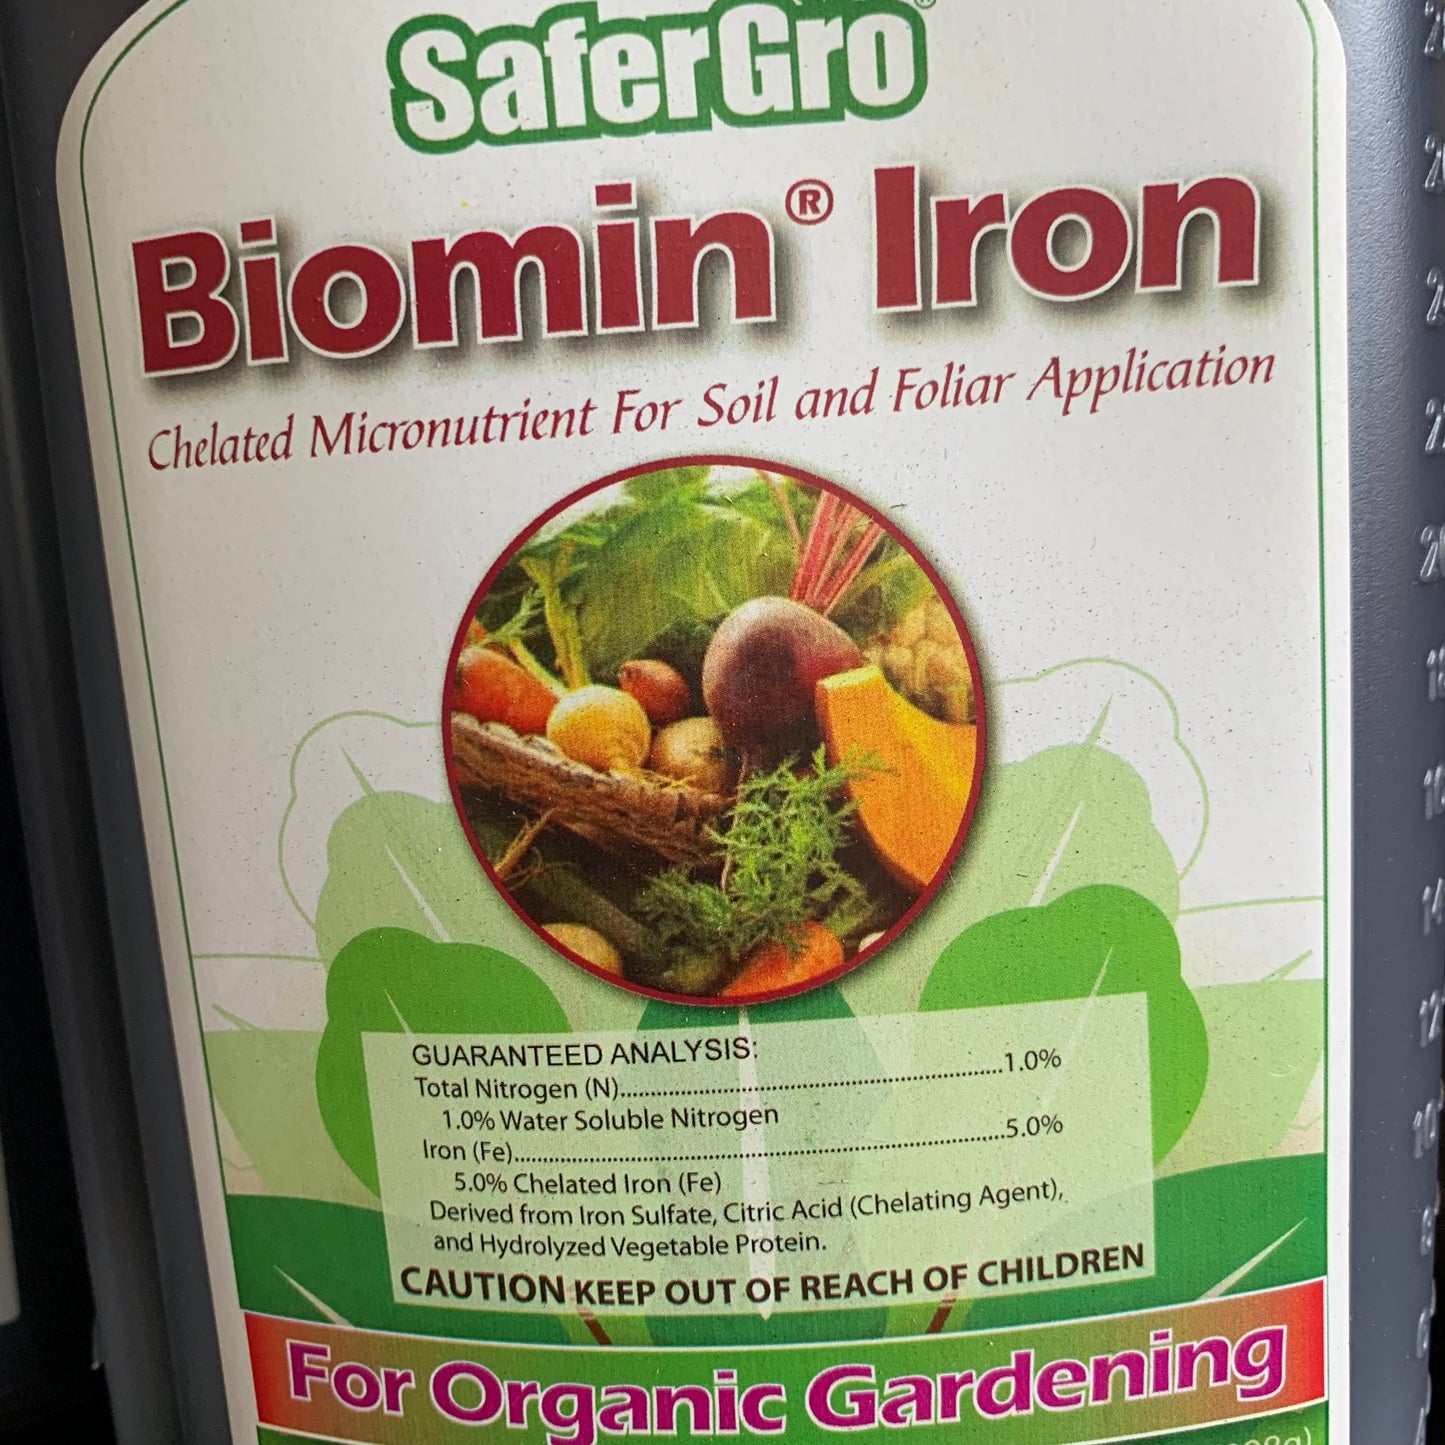 SaferGro®
Biomin® Iron
Chelated Micronutrient For Soil and Foliar Application
GUARANTEED ANALYSIS:
Total Nitrogen (N)..........1.0%
1.0% Water Soluble Nitrogen
Iron (Fe)..........5.0%
5.0% Chelated Iron (Fe)
Derived from Iron Sulfate, Citric Acid (Chelating Agent),
and Hydrolyzed Vegetable Protein.
CAUTION KEEP OUT OF REACH OF CHILDREN
For Organic Gardening